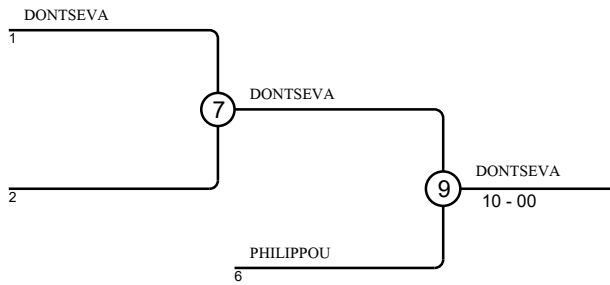 DONTSEVA
1
7
DONTSEVA
2
9
DONTSEVA
10 - 00
PHILIPPOU
6